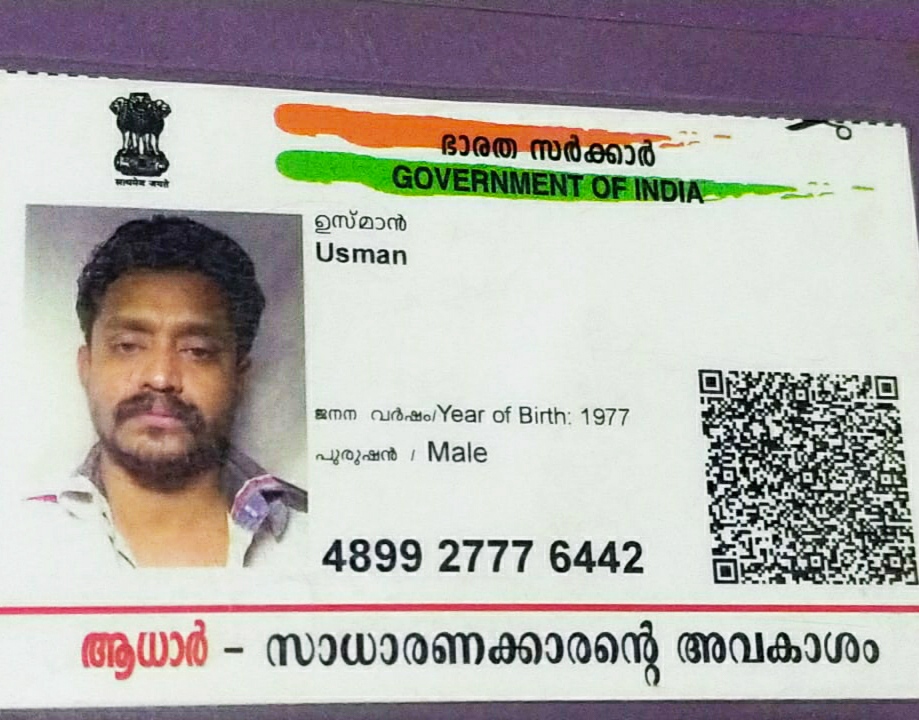 ഭാരത സർക്കാർ
GOVERNMENT OF INDIA
सत्यमेव जयते
ഉസ്മാൻ
Usman
ജനന വർഷം/Year of Birth: 1977
പുരുഷൻ / Male
4899 2777 6442
ആധാർ – സാധാരണക്കാരന്റെ അവകാശം